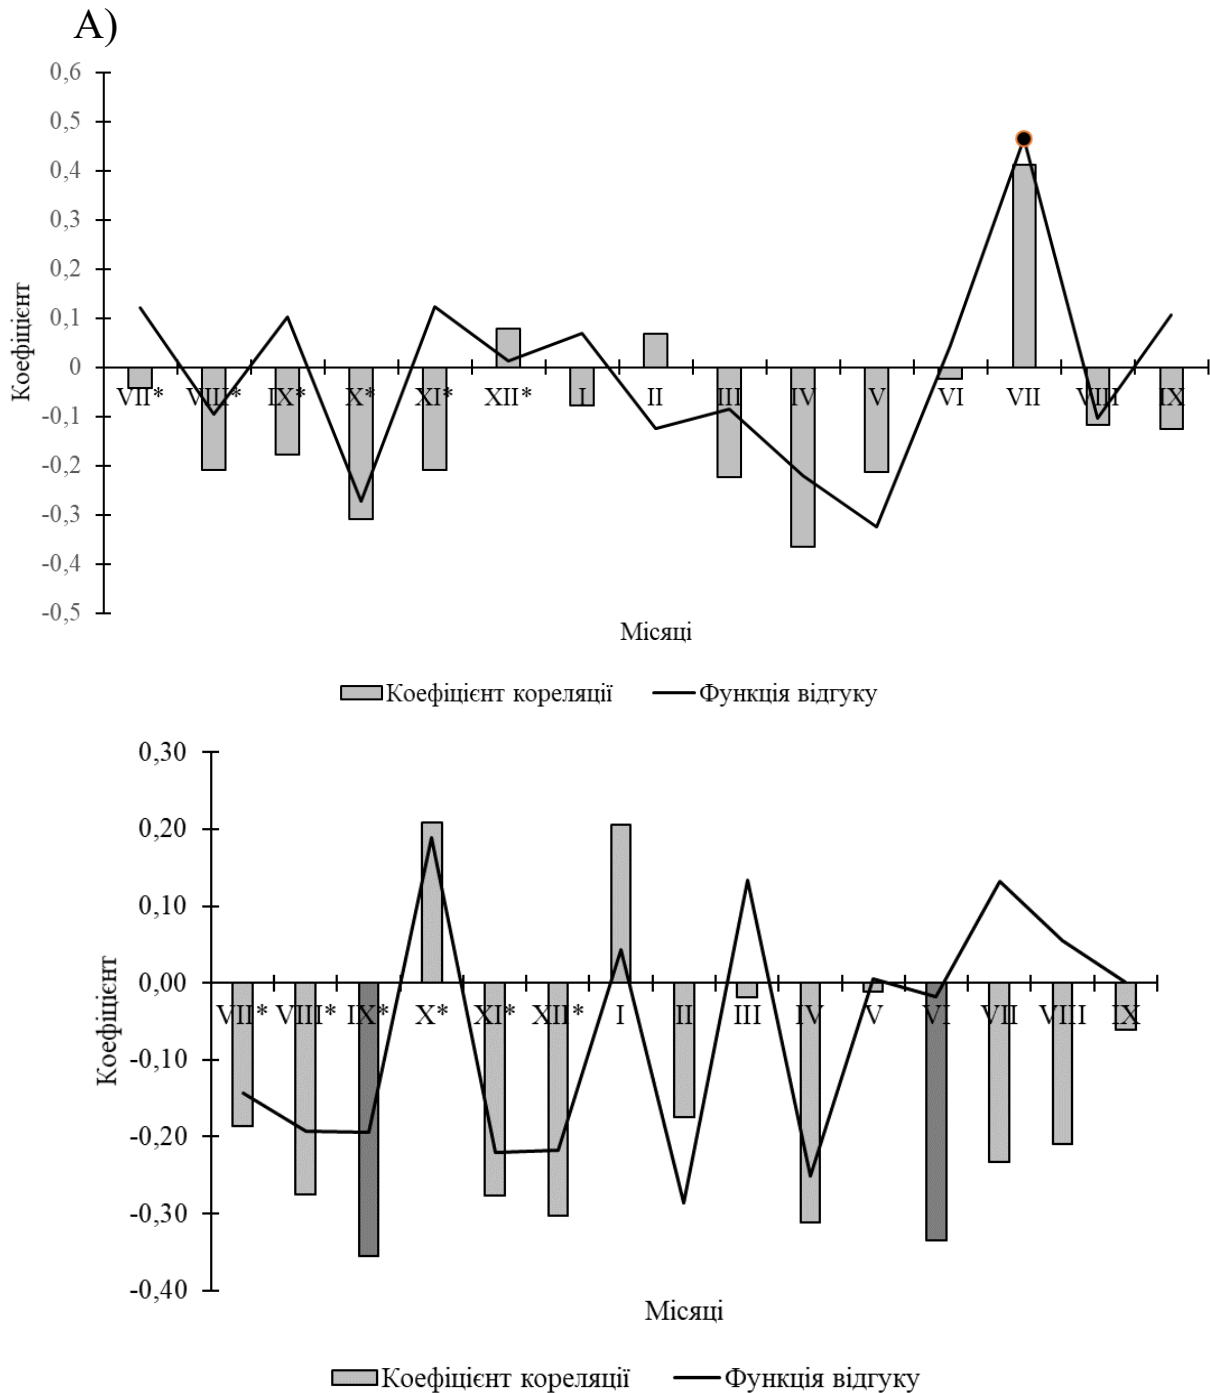 А)
0,6
0,5
0,4
0,3
0,2
0,1
0
-0,1
-0,2
-0,3
-0,4
-0,5
Коефіцієнт
VII* VIII* IX* X* XI* XII* I II III IV V VI VII VIII IX
Місяці
Коефіцієнт кореляції Функція відгуку
0,30
0,20
0,10
0,00
-0,10
-0,20
-0,30
-0,40
Коефіцієнт
VII* VIII* IX* X* XI* XII* I II III IV V VI VII VIII IX
Місяці
Коефіцієнт кореляції Функція відгуку